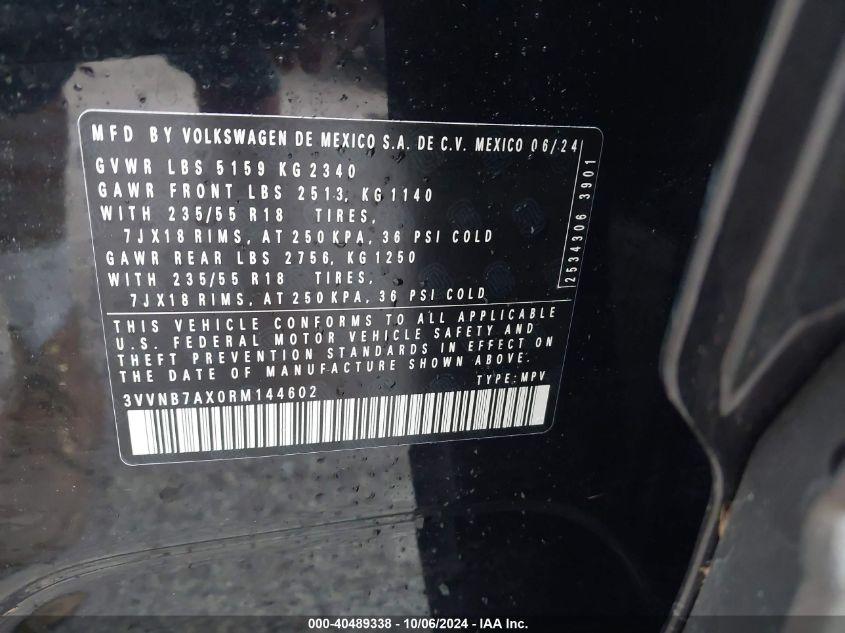 MFD BY VOLKSWAGEN DE MEXICO S.A. DE C.V. MEXICO 06/24
GVWR LBS 5159 KG 2340
GAWR FRONT LBS 2513, KG 1140
WITH 235/55 R18 TIRES,
7JX18 RIMS, AT 250 KPA, 36 PSI COLD
GAWR REAR LBS 2756, KG 1250
WITH 235/55 R18 TIRES,
7JX18 RIMS, AT 250 KPA, 36 PSI COLD
2534306 3901
THIS VEHICLE CONFORMS TO ALL APPLICABLE
U.S. FEDERAL MOTOR VEHICLE SAFETY AND
THEFT PREVENTION STANDARDS IN EFFECT ON
THE DATE OF MANUFACTURE SHOWN ABOVE.
3VVNB7AX0RM144602 TYPE: MPV
000-40489338 - 10/06/2024 - IAA Inc.